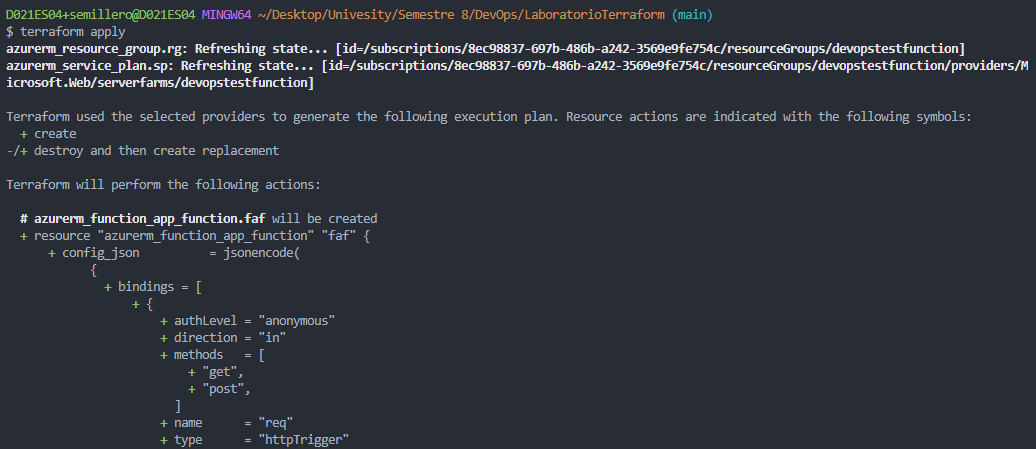 D021ES04+semillero@D021ES04 MINGW64 ~/Desktop/Univesity/Semestre 8/DevOps/LaboratorioTerraform (main)
$ terraform apply
azurerm_resource_group.rg: Refreshing state... [id=/subscriptions/8ec98837-697b-486b-a242-3569e9fe754c/resourceGroups/devopstestfunction]
azurerm_service_plan.sp: Refreshing state... [id=/subscriptions/8ec98837-697b-486b-a242-3569e9fe754c/resourceGroups/devopstestfunction/providers/M
icrosoft.Web/serverfarms/devopstestfunction]
Terraform used the selected providers to generate the following execution plan. Resource actions are indicated with the following symbols:
+ create
-/+ destroy and then create replacement
Terraform will perform the following actions:
# azurerm_function_app_function.faf will be created
+ resource "azurerm_function_app_function" "faf" {
+ config_json = jsonencode(
{
+ bindings = [
+ {
+ authLevel = "anonymous"
+ direction = "in"
+ methods = [
+ "get",
+ "post",
]
+ name = "req"
+ type = "httpTrigger"